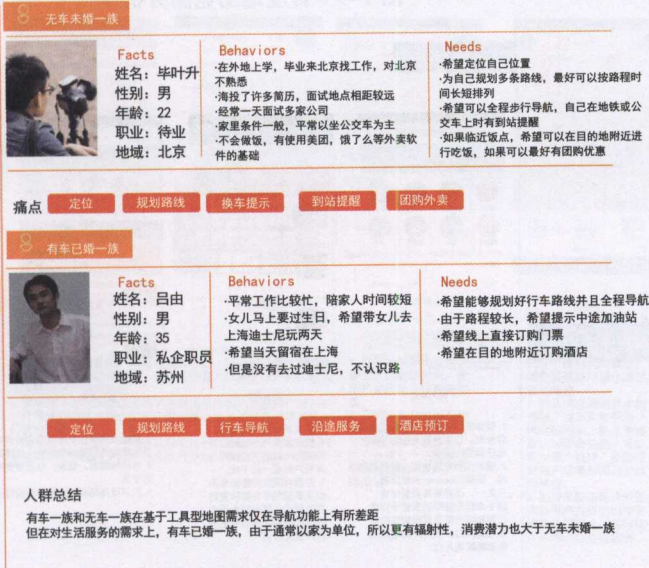 无车未婚一族
Facts
姓名：毕叶升
性别：男
年龄：22
职业：待业
地域：北京
Behaviors
·在外地上学，毕业来北京找工作，对北京
不熟悉
·海投了许多简历，面试地点相距较远
·经常一天面试多家公司
·家里条件一般，平常以坐公交车为主
·不会做饭，有使用美团，饿了么等外卖软
件的基础
Needs
·希望定位自己位置
·为自己规划多条路线，最好可以按路程时
间长短排列
·希望可以全程步行导航，自己在地铁或公
交车上时有到站提醒
·如果临近饭点，希望可以在目的地附近进
行吃饭，如果可以最好有团购优惠
痛点 定位 规划路线 换车提示 到站提醒 团购外卖
有车已婚一族
Facts
姓名：吕由
性别：男
年龄：35
职业：私企职员
地域：苏州
Behaviors
·平常工作比较忙，陪家人时间较短
·女儿马上要过生日，希望带女儿去
上海迪士尼玩两天
·希望当天留宿在上海
·但是没有去过迪士尼，不认识路
Needs
·希望能够规划好行车路线并且全程导航
·由于路程较长，希望提示中途加油站
·希望线上直接订购门票
·希望在目的地附近订购酒店
定位 规划路线 行车导航 沿途服务 酒店预订
人群总结
有车一族和无车一族在基于工具型地图需求仅在导航功能上有所差距
但在对生活服务的需求上，有车已婚一族，由于通常以家为单位，所以更有辐射性，消费潜力也大于无车未婚一族